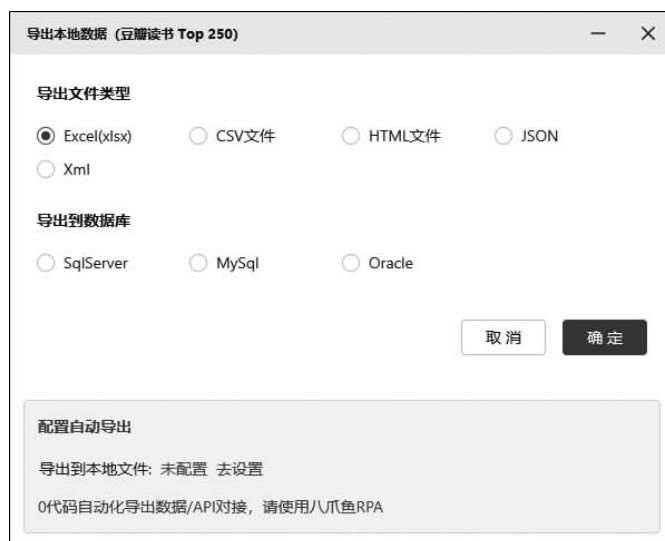 导出本地数据 (豆瓣读书 Top 250)
导出文件类型
Excel(xlsx) CSV文件 HTML文件 JSON
Xml
导出到数据库
SqlServer MySql Oracle
取消 确定
配置自动导出
导出到本地文件: 未配置 去设置
0代码自动化导出数据/API对接，请使用八爪鱼RPA